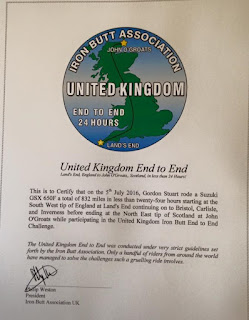 IRON BUTT ASSOCIATION
JOHN O GROATS
UNITED KINGDOM
END TO END
24 HOURS
LAND'S END
United Kingdom End to End
Land's End, England to John O'Groats, Scotland, in less than 24 Hours!
This is to Certify that on the 5th July 2016, Gordon Stuart rode a Suzuki
GSX 650F a total of 832 miles in less than twenty-four hours starting at the
South West tip of England at Land's End continuing on to Bristol, Carlisle,
and Inverness before ending at the North East tip of Scotland at John
O'Groats while participating in the United Kingdom Iron Butt End to End
Challenge.
The United Kingdom End to End was conducted under very strict guidelines set
forth by the Iron Butt Association. Only a handful of riders from around the
world have managed to solve the challenges such a gruelling ride involves.
Philip Weston
President
Iron Butt Association UK